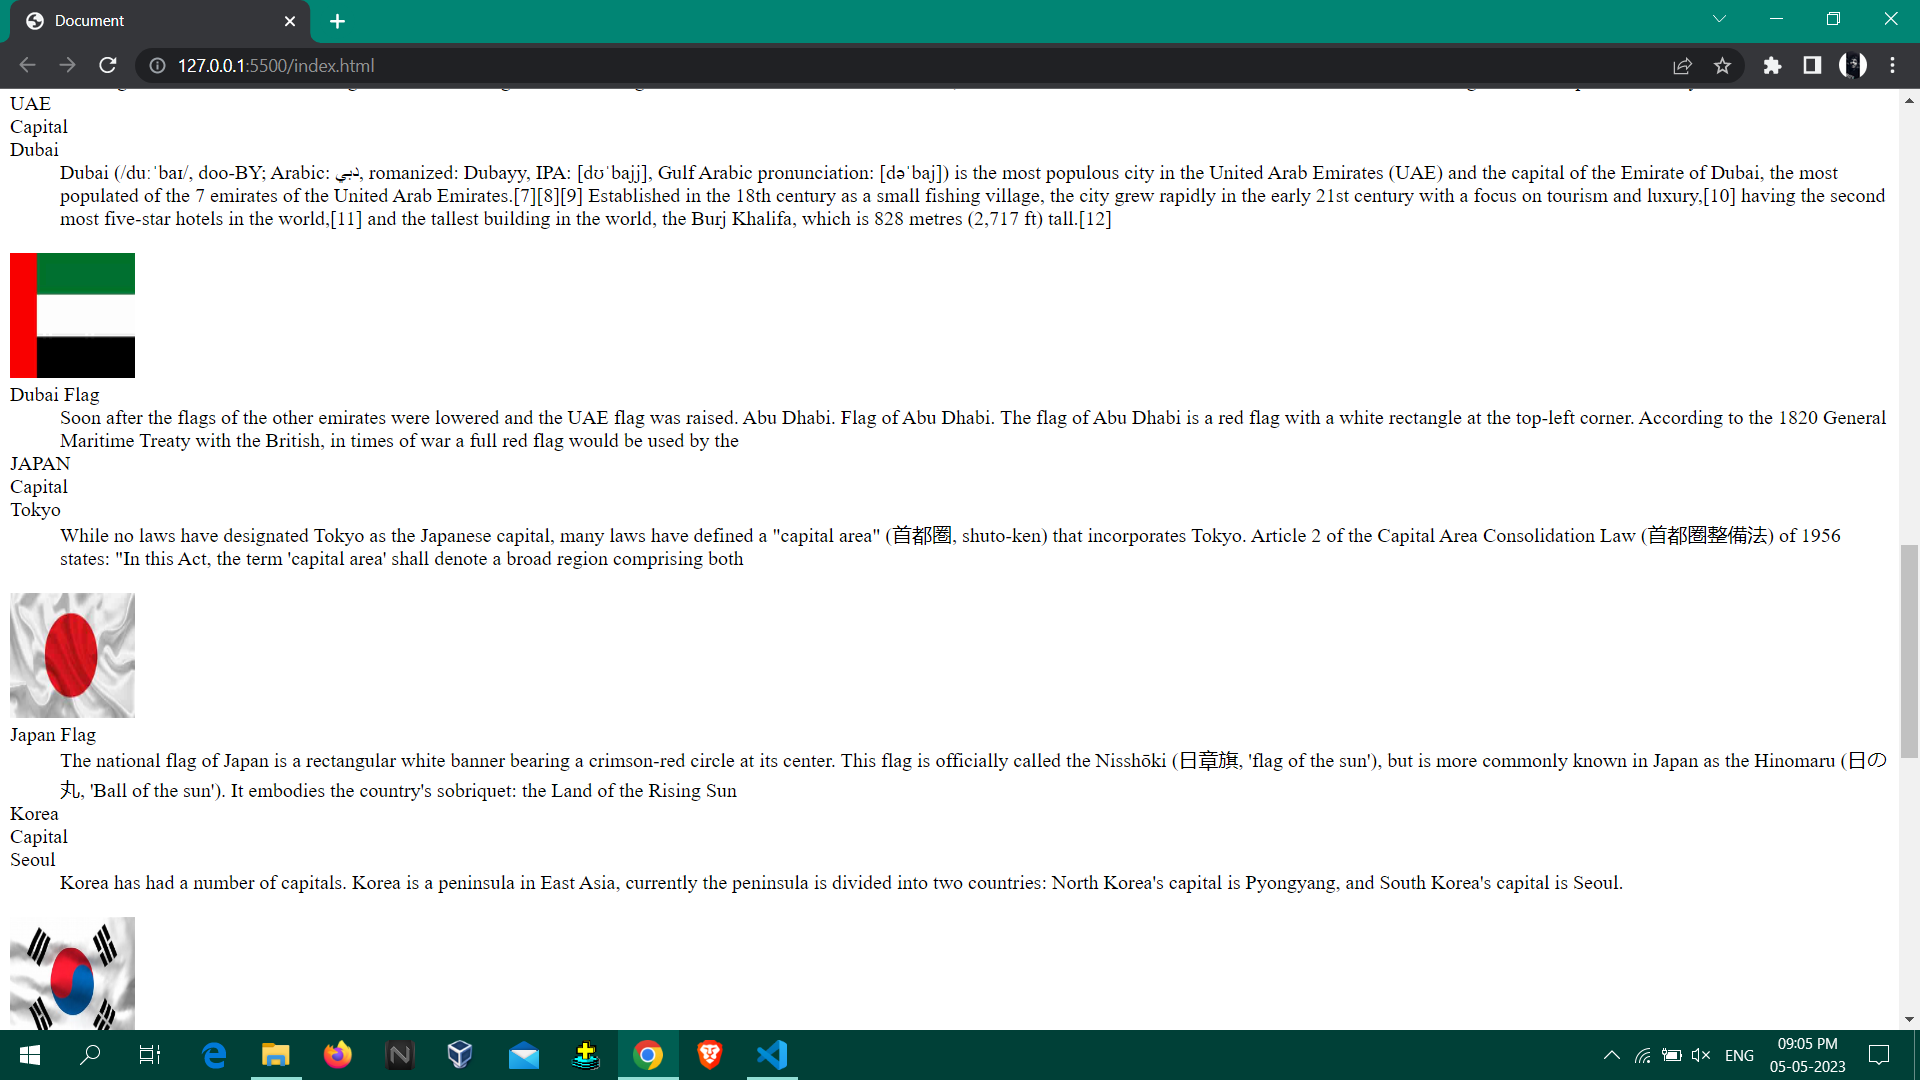 Document
127.0.0.1:5500/index.html
UAE
Capital
Dubai
Dubai (/duːˈbaɪ/, doo-BY; Arabic: دبي, romanized: Dubayy, IPA: [dʊˈbajj], Gulf Arabic pronunciation: [dəˈbaj]) is the most populous city in the United Arab Emirates (UAE) and the capital of the Emirate of Dubai, the most
populated of the 7 emirates of the United Arab Emirates.[7][8][9] Established in the 18th century as a small fishing village, the city grew rapidly in the early 21st century with a focus on tourism and luxury,[10] having the second
most five-star hotels in the world,[11] and the tallest building in the world, the Burj Khalifa, which is 828 metres (2,717 ft) tall.[12]
Dubai Flag
Soon after the flags of the other emirates were lowered and the UAE flag was raised. Abu Dhabi. Flag of Abu Dhabi. The flag of Abu Dhabi is a red flag with a white rectangle at the top-left corner. According to the 1820 General
Maritime Treaty with the British, in times of war a full red flag would be used by the
JAPAN
Capital
Tokyo
While no laws have designated Tokyo as the Japanese capital, many laws have defined a "capital area" (首都圏, shuto-ken) that incorporates Tokyo. Article 2 of the Capital Area Consolidation Law (首都圏整備法) of 1956
states: "In this Act, the term 'capital area' shall denote a broad region comprising both
Japan Flag
The national flag of Japan is a rectangular white banner bearing a crimson-red circle at its center. This flag is officially called the Nisshōki (日章旗, 'flag of the sun'), but is more commonly known in Japan as the Hinomaru (日の
丸, 'Ball of the sun'). It embodies the country's sobriquet: the Land of the Rising Sun
Korea
Capital
Seoul
Korea has had a number of capitals. Korea is a peninsula in East Asia, currently the peninsula is divided into two countries: North Korea's capital is Pyongyang, and South Korea's capital is Seoul.
ENG
09:05 PM
05-05-2023